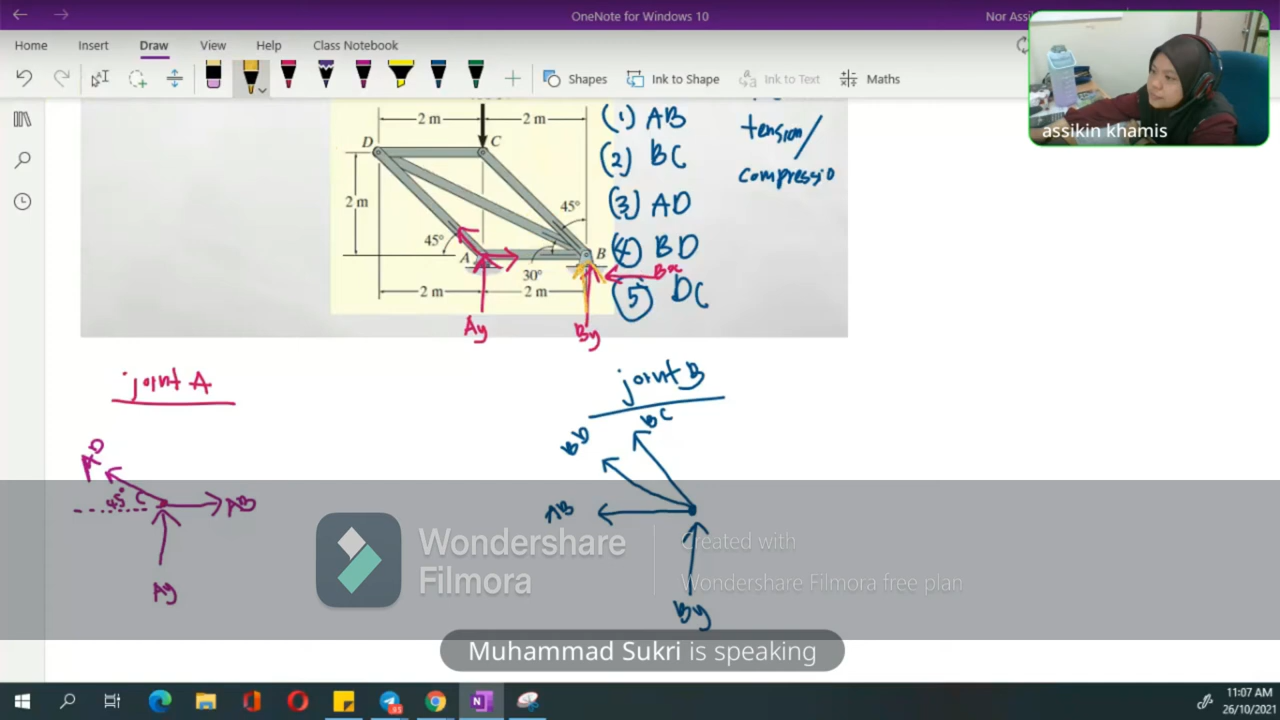 OneNote for Windows 10
Nor Assi
Home Insert Draw View Help Class Notebook
Shapes Ink to Shape Ink to Text Maths
assikin khamis
2 m 2 m
D C
2 m
45°
45°
A B
30°
2 m 2 m
Ay By Bx
(1) AB
(2) BC
(3) AD
(4) BD
(5) DC
tension/
compressio
joint A
AD
45°
AB
Ay
joint B
BC
BD
AB
By
Wondershare
Filmora
Created with
Wondershare Filmora free plan
Muhammad Sukri is speaking
11:07 AM
26/10/2021